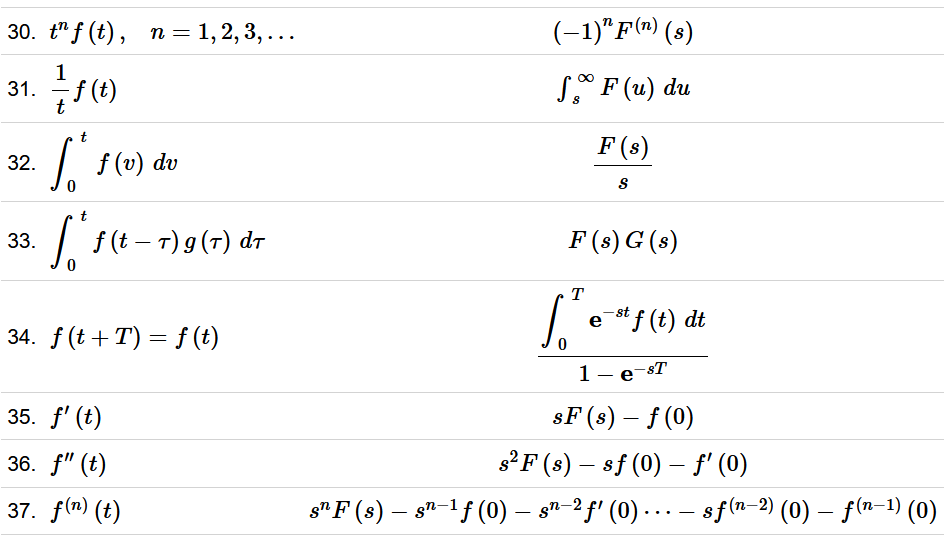 30. tⁿ f (t) , n = 1, 2, 3, … (−1)ⁿ F⁽ⁿ⁾ (s)
31. 1/t f (t) ∫ₛ^∞ F (u) du
32. ∫₀ᵗ f (v) dv F (s)/s
33. ∫₀ᵗ f (t − τ) g (τ) dτ F (s) G (s)
34. f (t + T) = f (t) ∫₀ᵀ e⁻ˢᵗ f (t) dt/1 − e⁻ˢᵀ
35. f′ (t) sF (s) − f (0)
36. f″ (t) s²F (s) − sf (0) − f′ (0)
37. f⁽ⁿ⁾ (t) sⁿF (s) − sⁿ⁻¹f (0) − sⁿ⁻²f′ (0) ⋯ − sf⁽ⁿ⁻²⁾ (0) − f⁽ⁿ⁻¹⁾ (0)